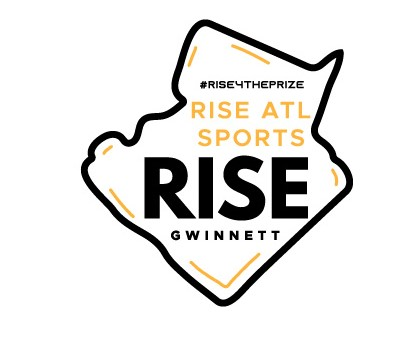 #RISE4THEPRIZE
RISE ATL
SPORTS
RISE
GWINNETT